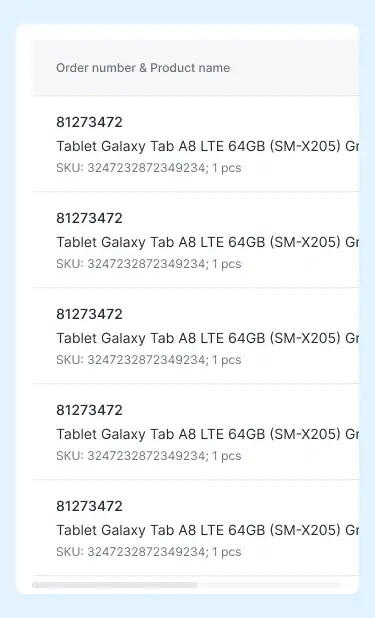 Order number & Product name
81273472
Tablet Galaxy Tab A8 LTE 64GB (SM-X205) Gr
SKU: 3247232872349234; 1 pcs
81273472
Tablet Galaxy Tab A8 LTE 64GB (SM-X205) Gr
SKU: 3247232872349234; 1 pcs
81273472
Tablet Galaxy Tab A8 LTE 64GB (SM-X205) Gr
SKU: 3247232872349234; 1 pcs
81273472
Tablet Galaxy Tab A8 LTE 64GB (SM-X205) Gr
SKU: 3247232872349234; 1 pcs
81273472
Tablet Galaxy Tab A8 LTE 64GB (SM-X205) Gr
SKU: 3247232872349234; 1 pcs